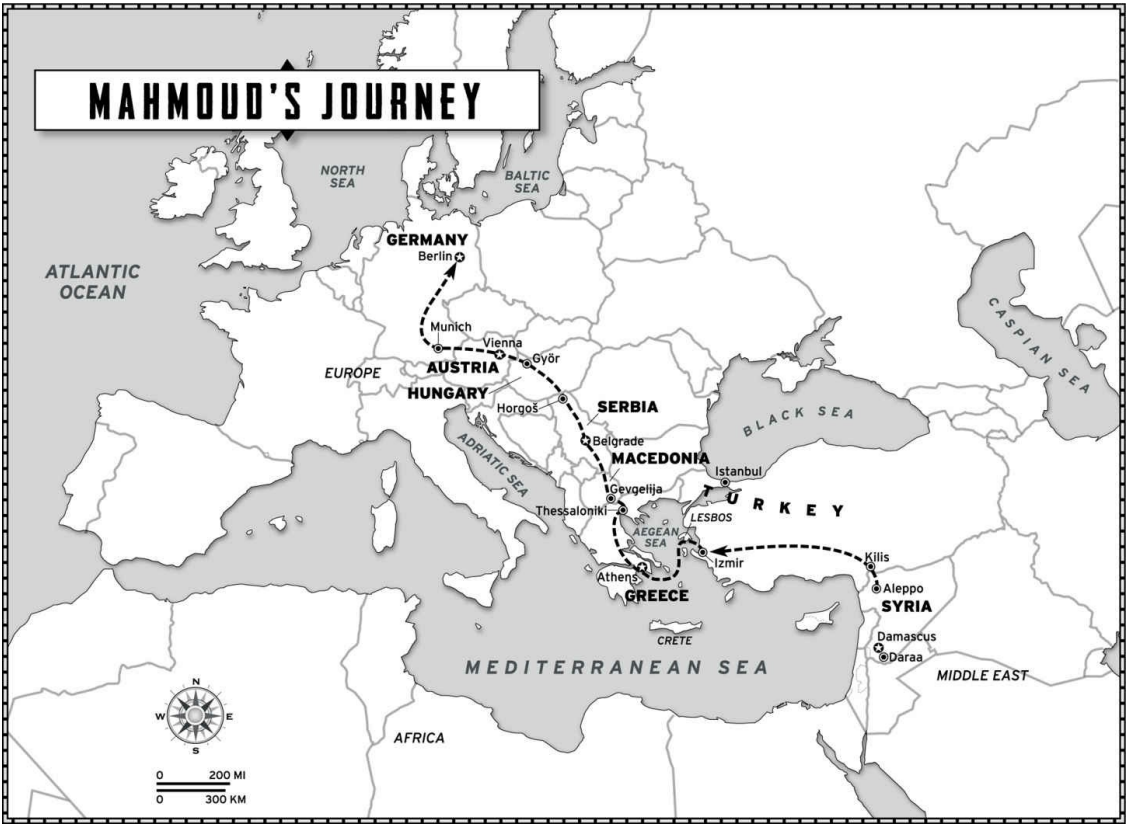 MAHMOUD'S JOURNEY
NORTH
SEA
BALTIC
SEA
ATLANTIC
OCEAN
GERMANY
Berlin
CASPIAN SEA
Munich
Vienna
Györ
AUSTRIA
EUROPE
HUNGARY
Horgoš
SERBIA
BLACK SEA
ADRIATIC SEA
Belgrade
MACEDONIA
Istanbul
Gevgelija
TURKEY
Thessaloniki
LESBOS
AEGEAN
SEA
Izmir
Kilis
Athens
Aleppo
GREECE
SYRIA
CRETE
Damascus
Daraa
MEDITERRANEAN SEA
MIDDLE EAST
N
W
E
S
AFRICA
0 200 MI
0 300 KM